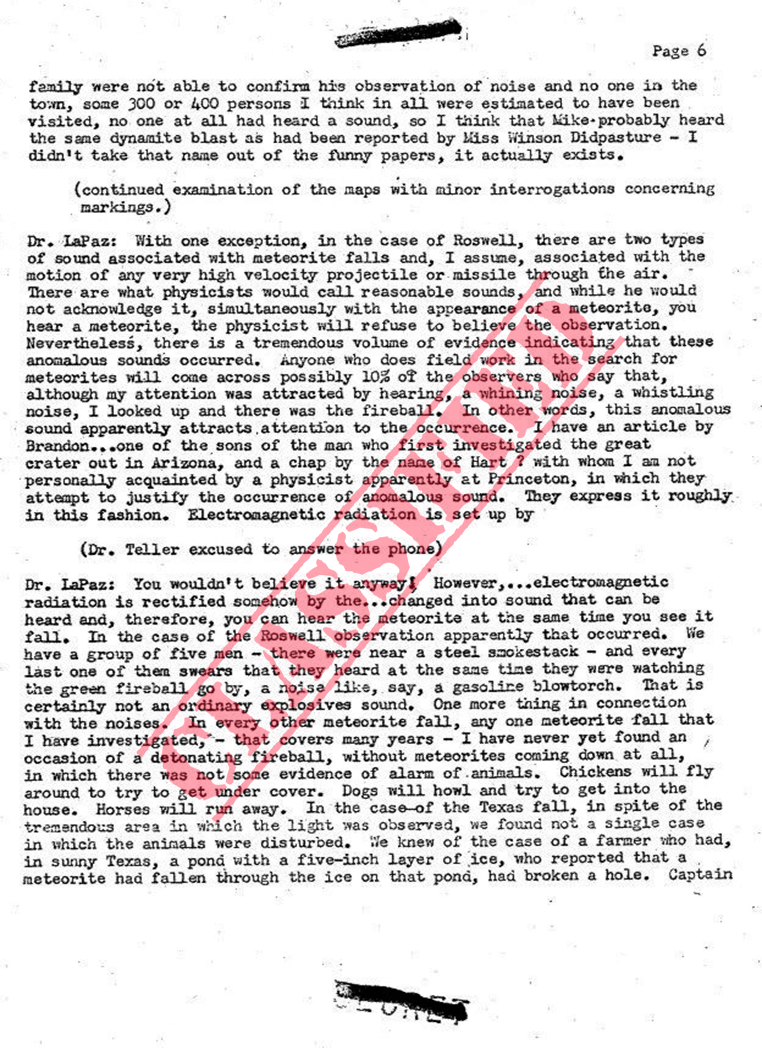 Page 6
family were not able to confirm his observation of noise and no one in the
town, some 300 or 400 persons I think in all were estimated to have been
visited, no one at all had heard a sound, so I think that Mike probably heard
the same dynamite blast as had been reported by Miss Winson Didpasture - I
didn't take that name out of the funny papers, it actually exists.
(continued examination of the maps with minor interrogations concerning
markings.)
Dr. LaPaz: With one exception, in the case of Roswell, there are two types
of sound associated with meteorite falls and, I assume, associated with the
motion of any very high velocity projectile or missile through the air.
There are what physicists would call reasonable sounds, and while he would
not acknowledge it, simultaneously with the appearance of a meteorite, you
hear a meteorite, the physicist will refuse to believe the observation.
Nevertheless, there is a tremendous volume of evidence indicating that these
anomalous sounds occurred. Anyone who does field work in the search for
meteorites will come across possibly 10% of the observers who say that,
although my attention was attracted by hearing, a whining noise, a whistling
noise, I looked up and there was the fireball. In other words, this anomalous
sound apparently attracts attention to the occurrence. I have an article by
Brandon...one of the sons of the man who first investigated the great
crater out in Arizona, and a chap by the name of Hart ? with whom I am not
personally acquainted by a physicist apparently at Princeton, in which they
attempt to justify the occurrence of anomalous sound. They express it roughly
in this fashion. Electromagnetic radiation is set up by
(Dr. Teller excused to answer the phone)
Dr. LaPaz: You wouldn't believe it anyway! However,...electromagnetic
radiation is rectified somehow by the...changed into sound that can be
heard and, therefore, you can hear the meteorite at the same time you see it
fall. In the case of the Roswell observation apparently that occurred. We
have a group of five men - there were near a steel smokestack - and every
last one of them swears that they heard at the same time they were watching
the green fireball go by, a noise like, say, a gasoline blowtorch. That is
certainly not an ordinary explosives sound. One more thing in connection
with the noises. In every other meteorite fall, any one meteorite fall that
I have investigated, - that covers many years - I have never yet found an
occasion of a detonating fireball, without meteorites coming down at all,
in which there was not some evidence of alarm of animals. Chickens will fly
around to try to get under cover. Dogs will howl and try to get into the
house. Horses will run away. In the case of the Texas fall, in spite of the
tremendous area in which the light was observed, we found not a single case
in which the animals were disturbed. We knew of the case of a farmer who had,
in sunny Texas, a pond with a five-inch layer of ice, who reported that a
meteorite had fallen through the ice on that pond, had broken a hole. Captain
CLASSIFIED
SECRET